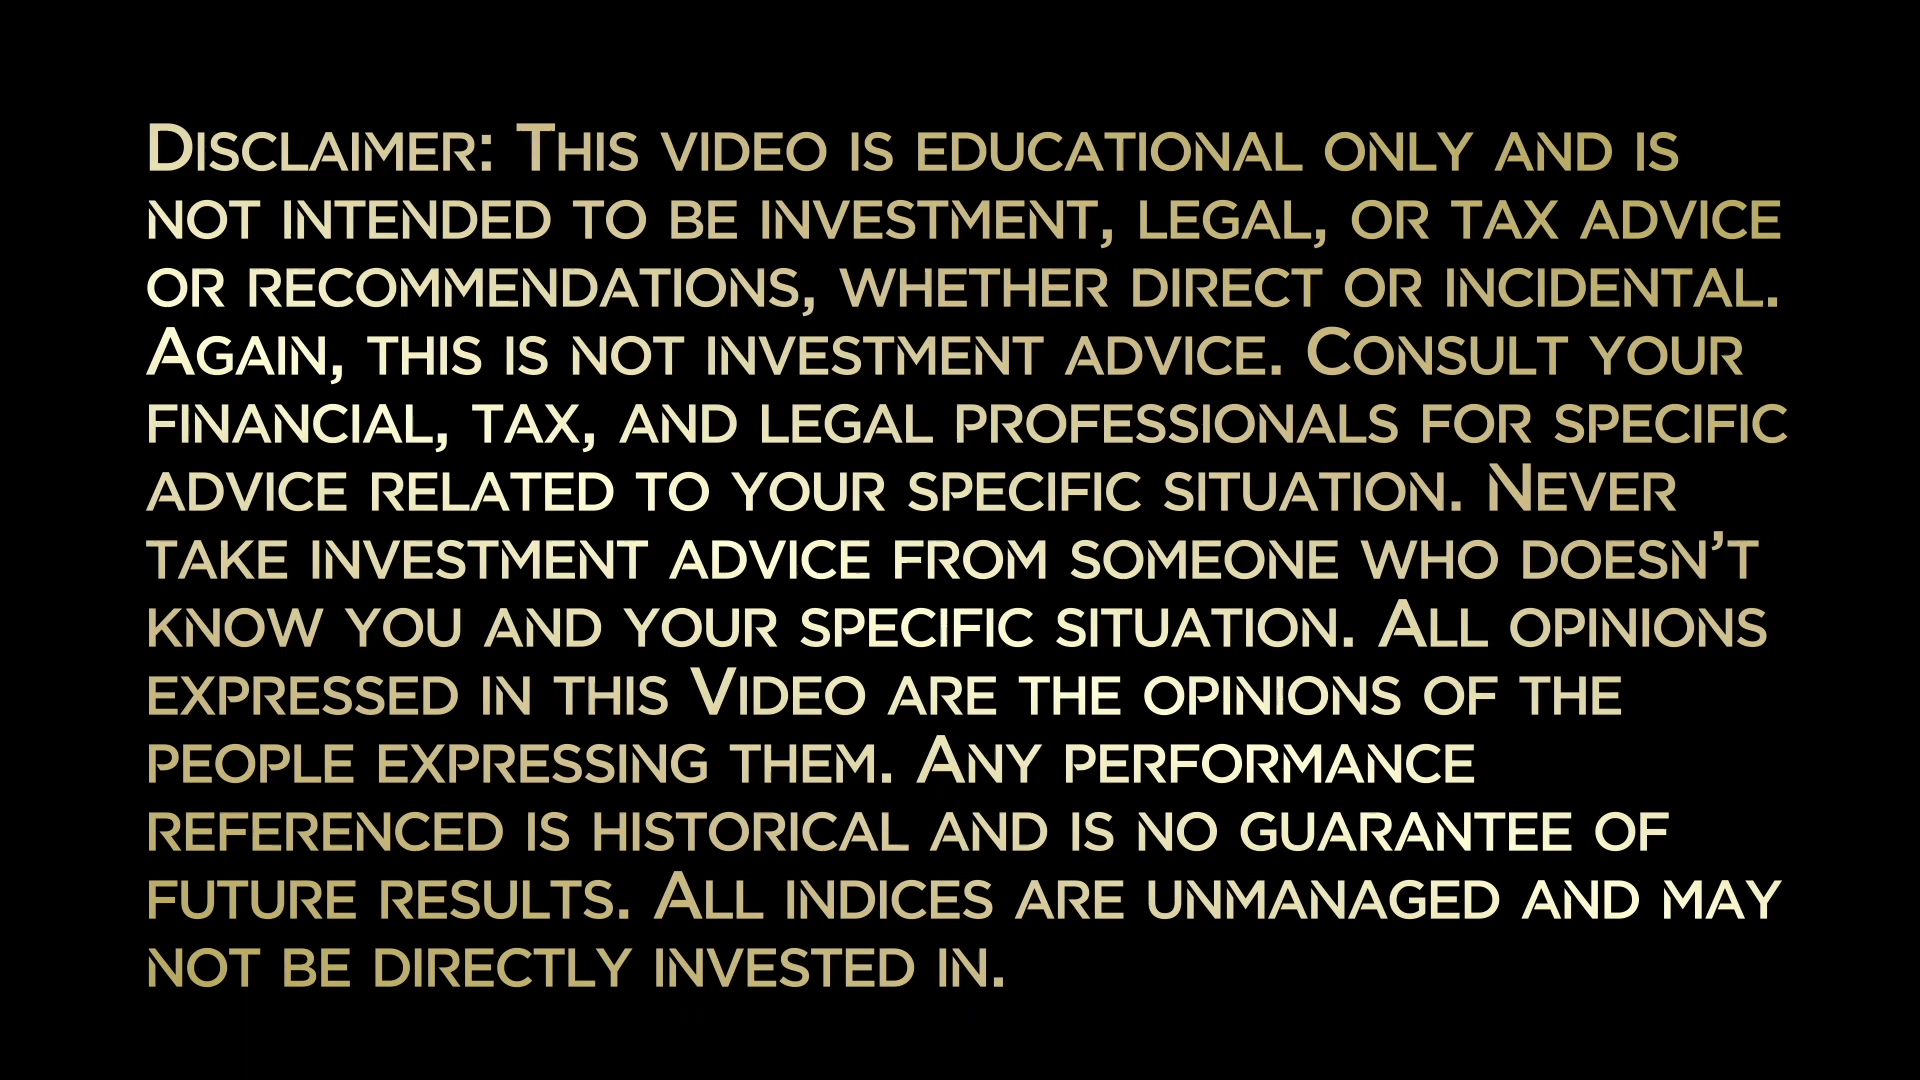 Disclaimer: This video is educational only and is
not intended to be investment, legal, or tax advice
or recommendations, whether direct or incidental.
Again, this is not investment advice. Consult your
financial, tax, and legal professionals for specific
advice related to your specific situation. Never
take investment advice from someone who doesn’t
know you and your specific situation. All opinions
expressed in this Video are the opinions of the
people expressing them. Any performance
referenced is historical and is no guarantee of
future results. All indices are unmanaged and may
not be directly invested in.